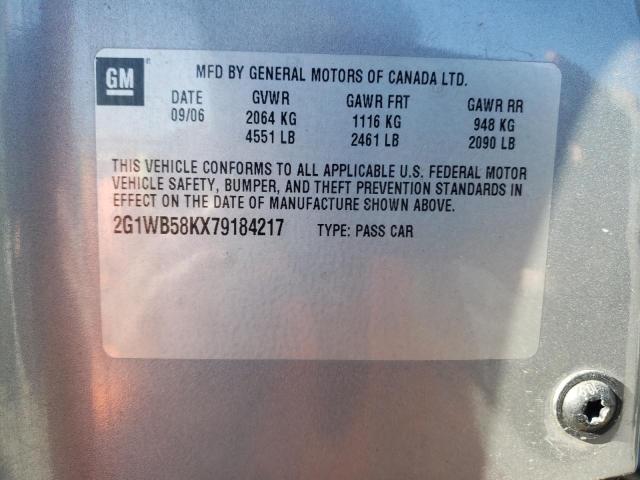 GM
MFD BY GENERAL MOTORS OF CANADA LTD.
DATE GVWR GAWR FRT GAWR RR
09/06 2064 KG 1116 KG 948 KG
4551 LB 2461 LB 2090 LB
THIS VEHICLE CONFORMS TO ALL APPLICABLE U.S. FEDERAL MOTOR
VEHICLE SAFETY, BUMPER, AND THEFT PREVENTION STANDARDS IN
EFFECT ON THE DATE OF MANUFACTURE SHOWN ABOVE.
2G1WB58KX79184217 TYPE: PASS CAR